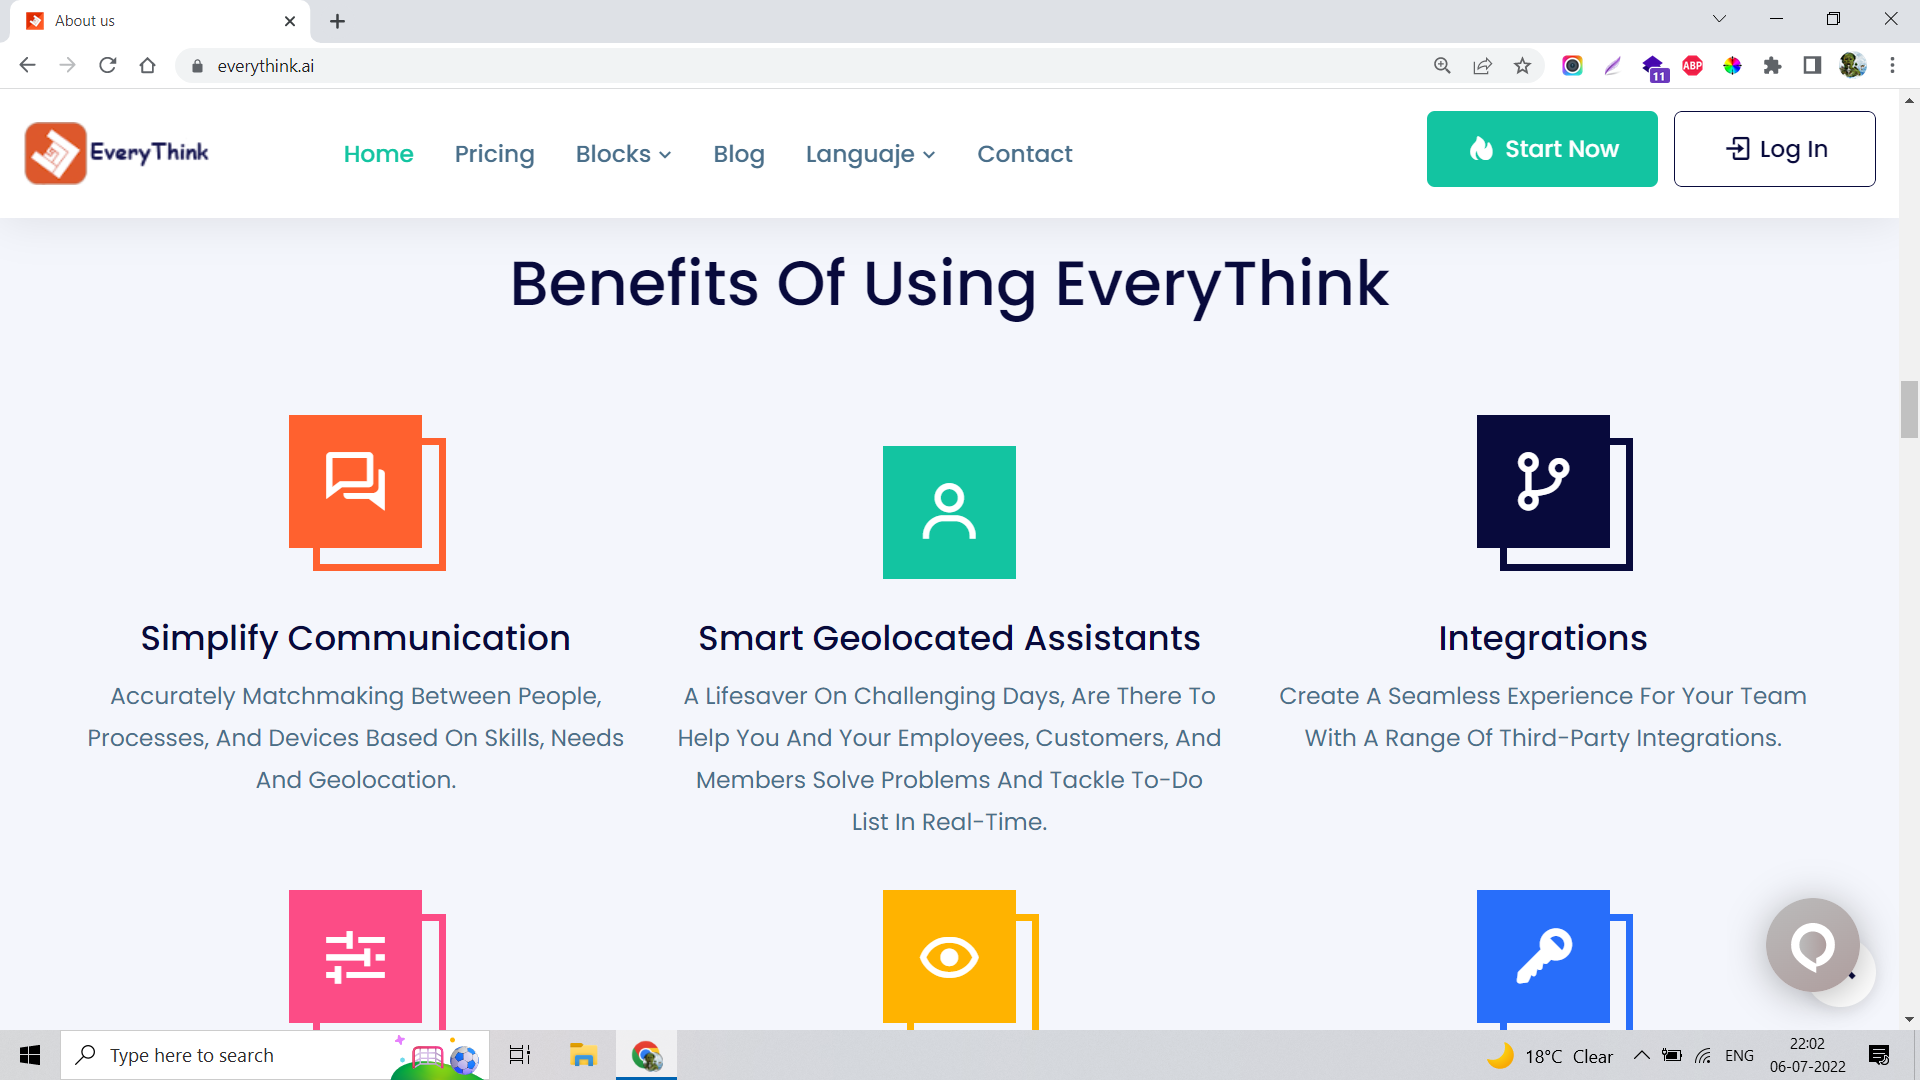 About us
everythink.ai
11
ABP
EveryThink
Home
Pricing
Blocks
Blog
Languaje
Contact
Start Now
Log In
Benefits Of Using EveryThink
Simplify Communication
Accurately Matchmaking Between People,
Processes, And Devices Based On Skills, Needs
And Geolocation.
Smart Geolocated Assistants
A Lifesaver On Challenging Days, Are There To
Help You And Your Employees, Customers, And
Members Solve Problems And Tackle To-Do
List In Real-Time.
Integrations
Create A Seamless Experience For Your Team
With A Range Of Third-Party Integrations.
Type here to search
18°C Clear
ENG
22:02
06-07-2022